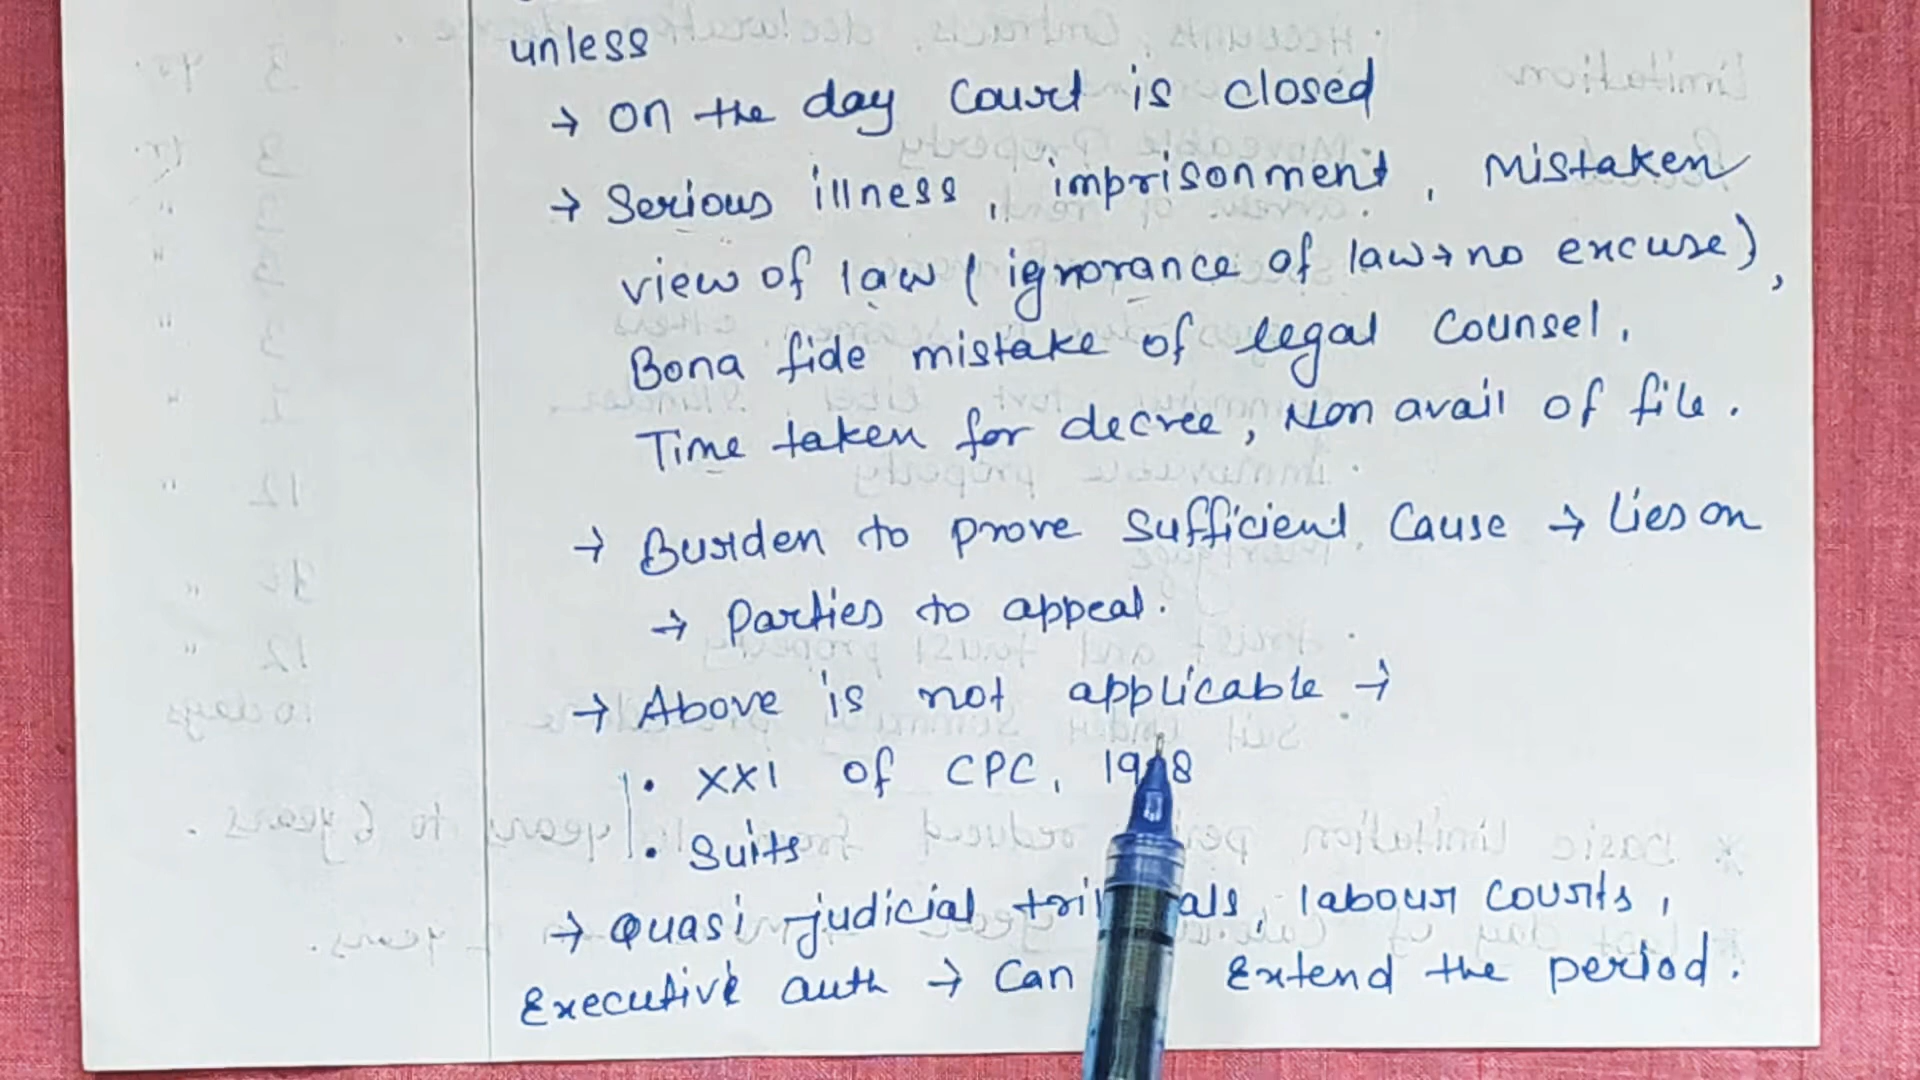 unless
→ on the day court is closed
→ Serious illness, imprisonment, Mistaken
view of law ( ignorance of law → no excuse),
Bona fide mistake of legal counsel.
Time taken for decree, Non avail of file.
→ Burden to prove sufficient cause → lies on
→ Parties to appeal.
→ Above is not applicable →
• XXI of CPC,
• Suits
→ Quasi-judicial labour courts,
Executive auth → Can Extend the period.